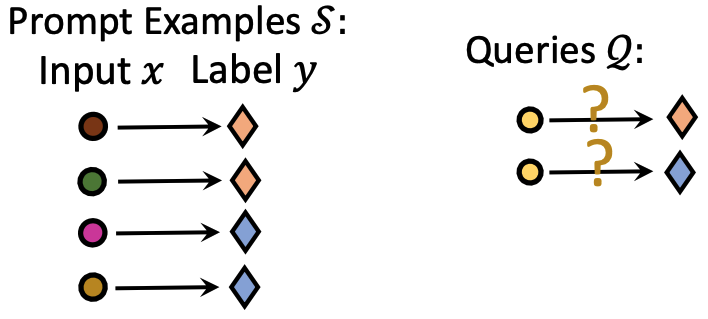 Prompt Examples 𝒮:
Input x Label y
Queries 𝒬:
?
?